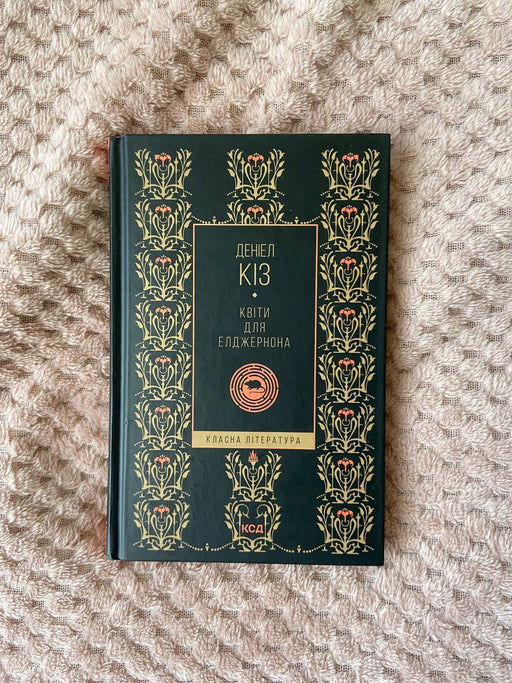 ДЕНІЕЛ
КІЗ
КВІТИ
ДЛЯ
ЕЛДЖЕРНОНА
КЛАСНА ЛІТЕРАТУРА
КСД